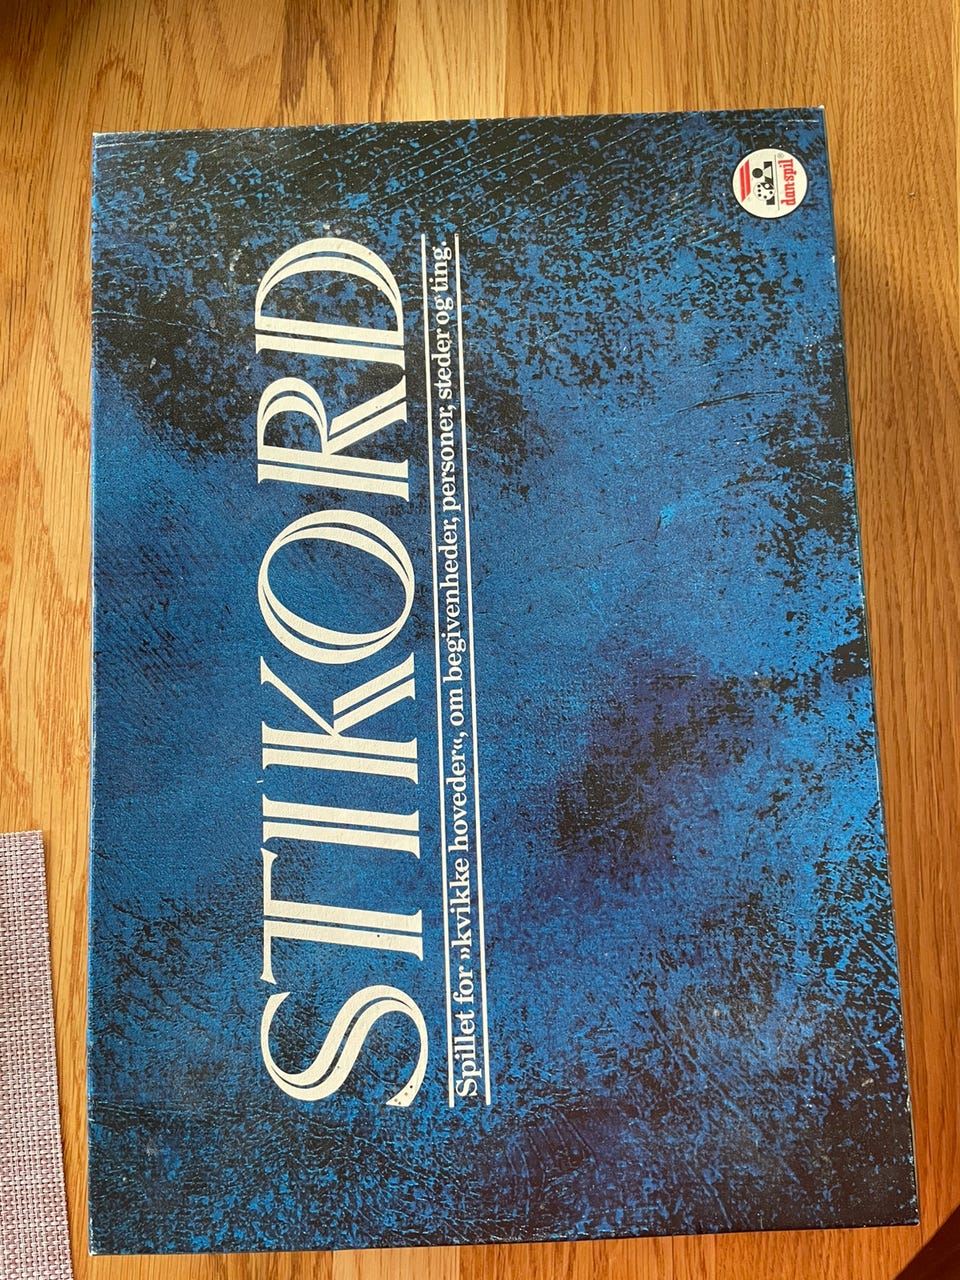 STIKORD
Spillet for »kvikke hoveder«, om begivenheder, personer, steder og ting.
dan-spil®